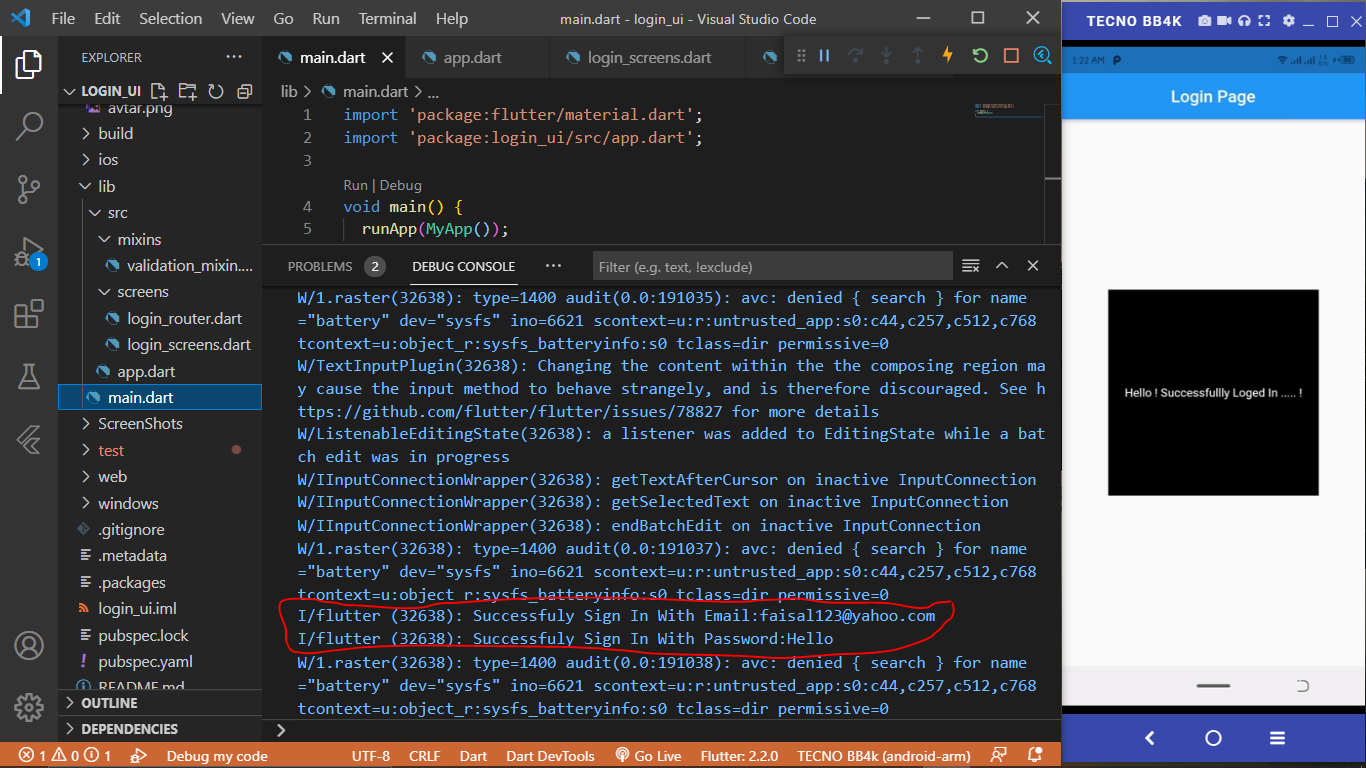 File Edit Selection View Go Run Terminal Help
main.dart - login_ui - Visual Studio Code
EXPLORER
LOGIN_UI
avtar.png
build
ios
lib
src
mixins
validation_mixin....
screens
login_router.dart
login_screens.dart
app.dart
main.dart
ScreenShots
test
web
windows
.gitignore
.metadata
.packages
login_ui.iml
pubspec.lock
pubspec.yaml
README.md
OUTLINE
DEPENDENCIES
1
main.dart app.dart login_screens.dart
lib > main.dart > ...
1 import 'package:flutter/material.dart';
2 import 'package:login_ui/src/app.dart';
3
Run | Debug
4 void main() {
5 runApp(MyApp());
PROBLEMS 2 DEBUG CONSOLE ... Filter (e.g. text, !exclude)
W/1.raster(32638): type=1400 audit(0.0:191035): avc: denied { search } for name
="battery" dev="sysfs" ino=6621 scontext=u:r:untrusted_app:s0:c44,c257,c512,c768
tcontext=u:object_r:sysfs_batteryinfo:s0 tclass=dir permissive=0
W/TextInputPlugin(32638): Changing the content within the the composing region ma
y cause the input method to behave strangely, and is therefore discouraged. See h
ttps://github.com/flutter/flutter/issues/78827 for more details
W/ListenableEditingState(32638): a listener was added to EditingState while a bat
ch edit was in progress
W/IInputConnectionWrapper(32638): getTextAfterCursor on inactive InputConnection
W/IInputConnectionWrapper(32638): getSelectedText on inactive InputConnection
W/IInputConnectionWrapper(32638): endBatchEdit on inactive InputConnection
W/1.raster(32638): type=1400 audit(0.0:191037): avc: denied { search } for name
="battery" dev="sysfs" ino=6621 scontext=u:r:untrusted_app:s0:c44,c257,c512,c768
tcontext=u:object_r:sysfs_batteryinfo:s0 tclass=dir permissive=0
I/flutter (32638): Successfuly Sign In With Email:faisal123@yahoo.com
I/flutter (32638): Successfuly Sign In With Password:Hello
W/1.raster(32638): type=1400 audit(0.0:191038): avc: denied { search } for name
="battery" dev="sysfs" ino=6621 scontext=u:r:untrusted_app:s0:c44,c257,c512,c768
tcontext=u:object_r:sysfs_batteryinfo:s0 tclass=dir permissive=0
1 0 1 Debug my code UTF-8 CRLF Dart Dart DevTools Go Live Flutter: 2.2.0 TECNO BB4k (android-arm)
TECNO BB4K
1:22 AM
Login Page
Hello ! Successfullly Loged In ..... !